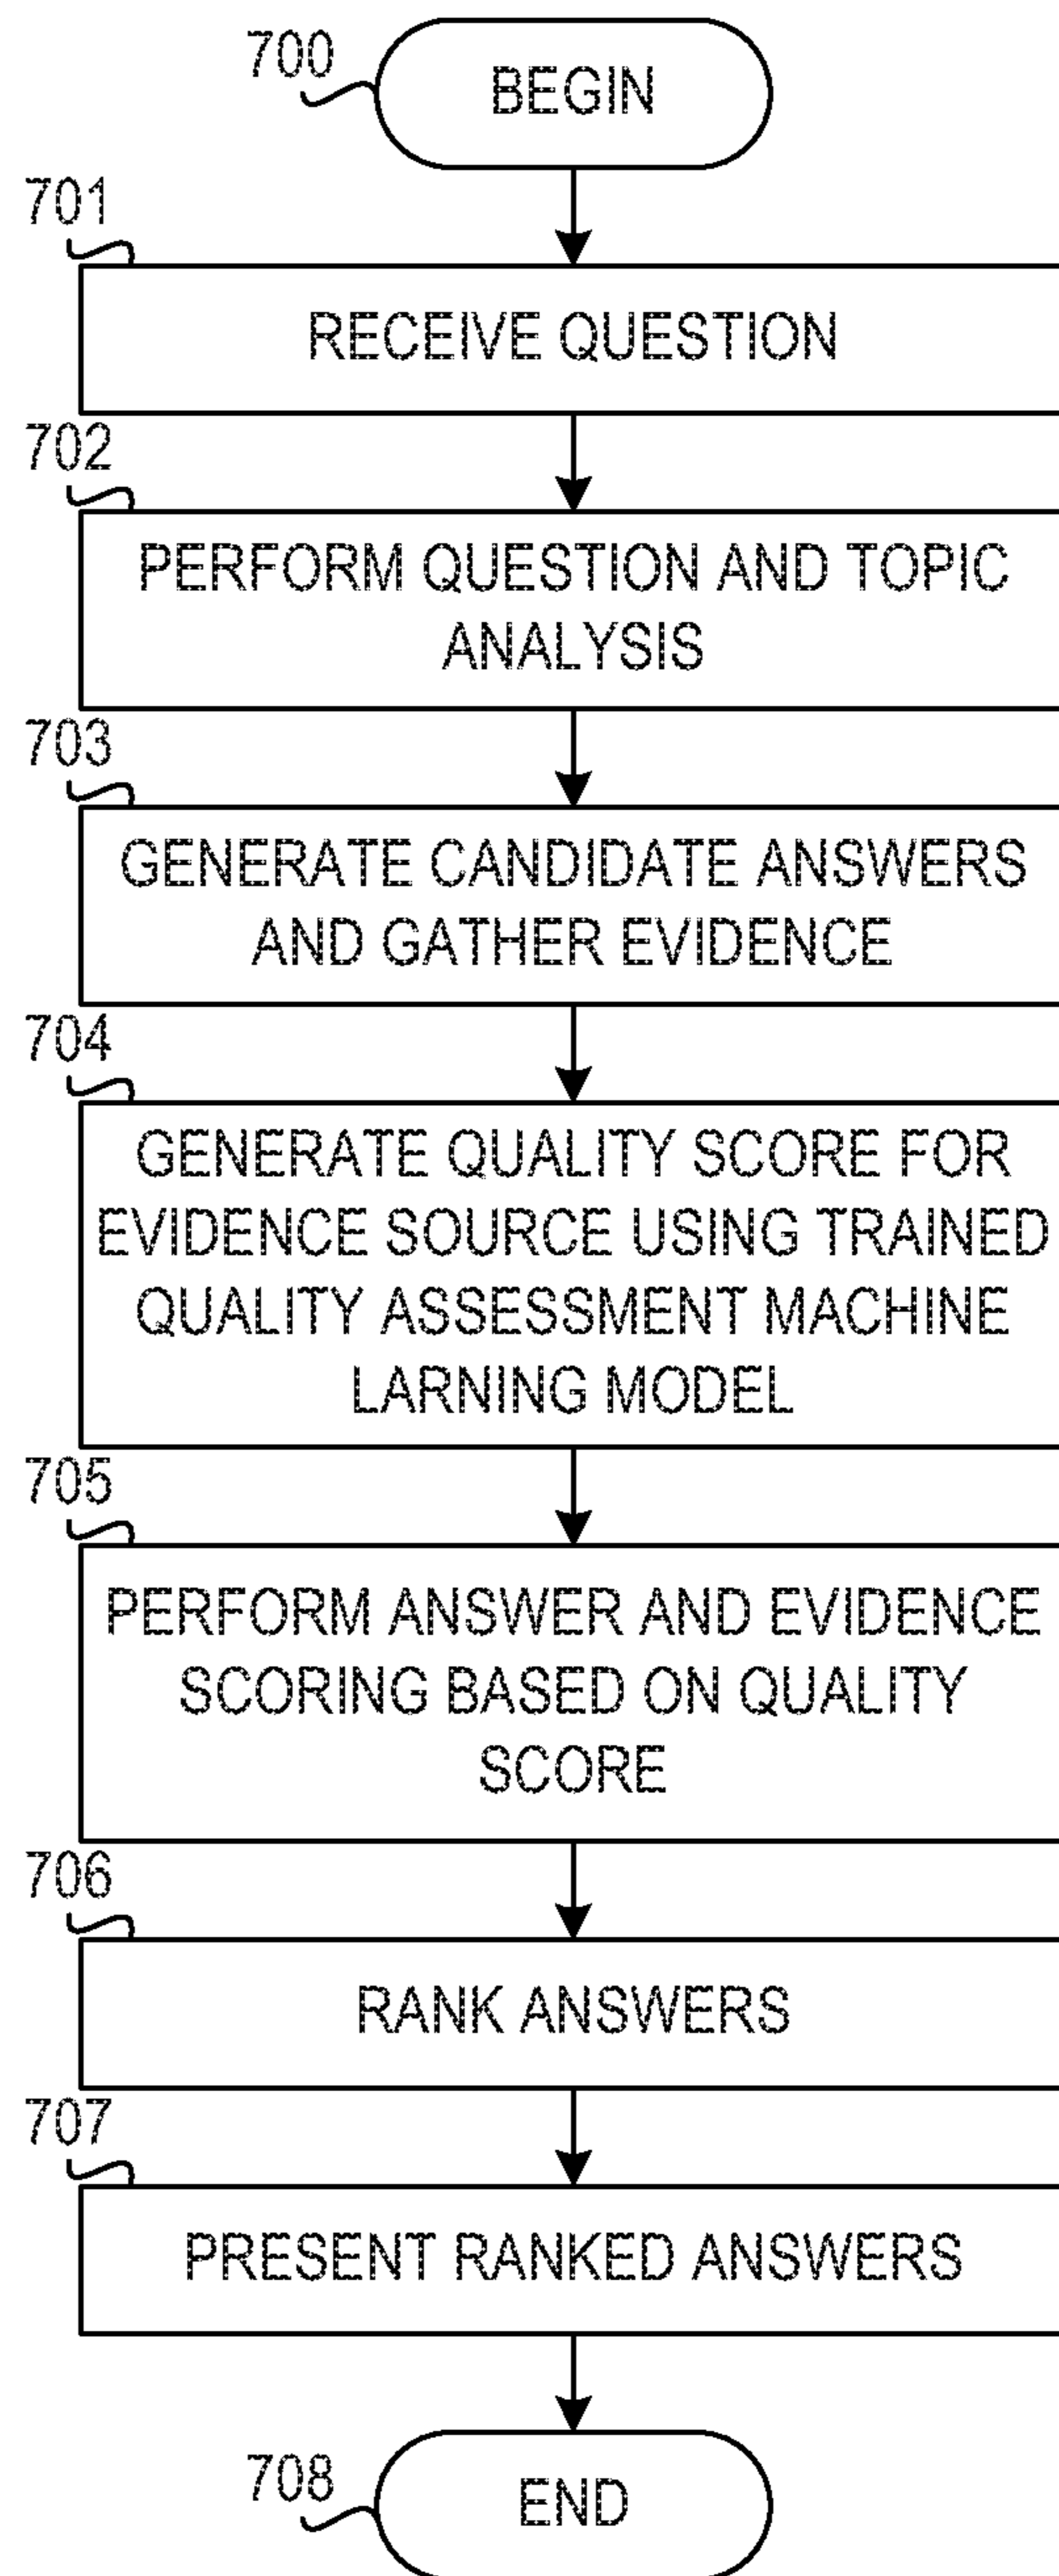 700
BEGIN
701
RECEIVE QUESTION
702
PERFORM QUESTION AND TOPIC
ANALYSIS
703
GENERATE CANDIDATE ANSWERS
AND GATHER EVIDENCE
704
GENERATE QUALITY SCORE FOR
EVIDENCE SOURCE USING TRAINED
QUALITY ASSESSMENT MACHINE
LARNING MODEL
705
PERFORM ANSWER AND EVIDENCE
SCORING BASED ON QUALITY
SCORE
706
RANK ANSWERS
707
PRESENT RANKED ANSWERS
708
END